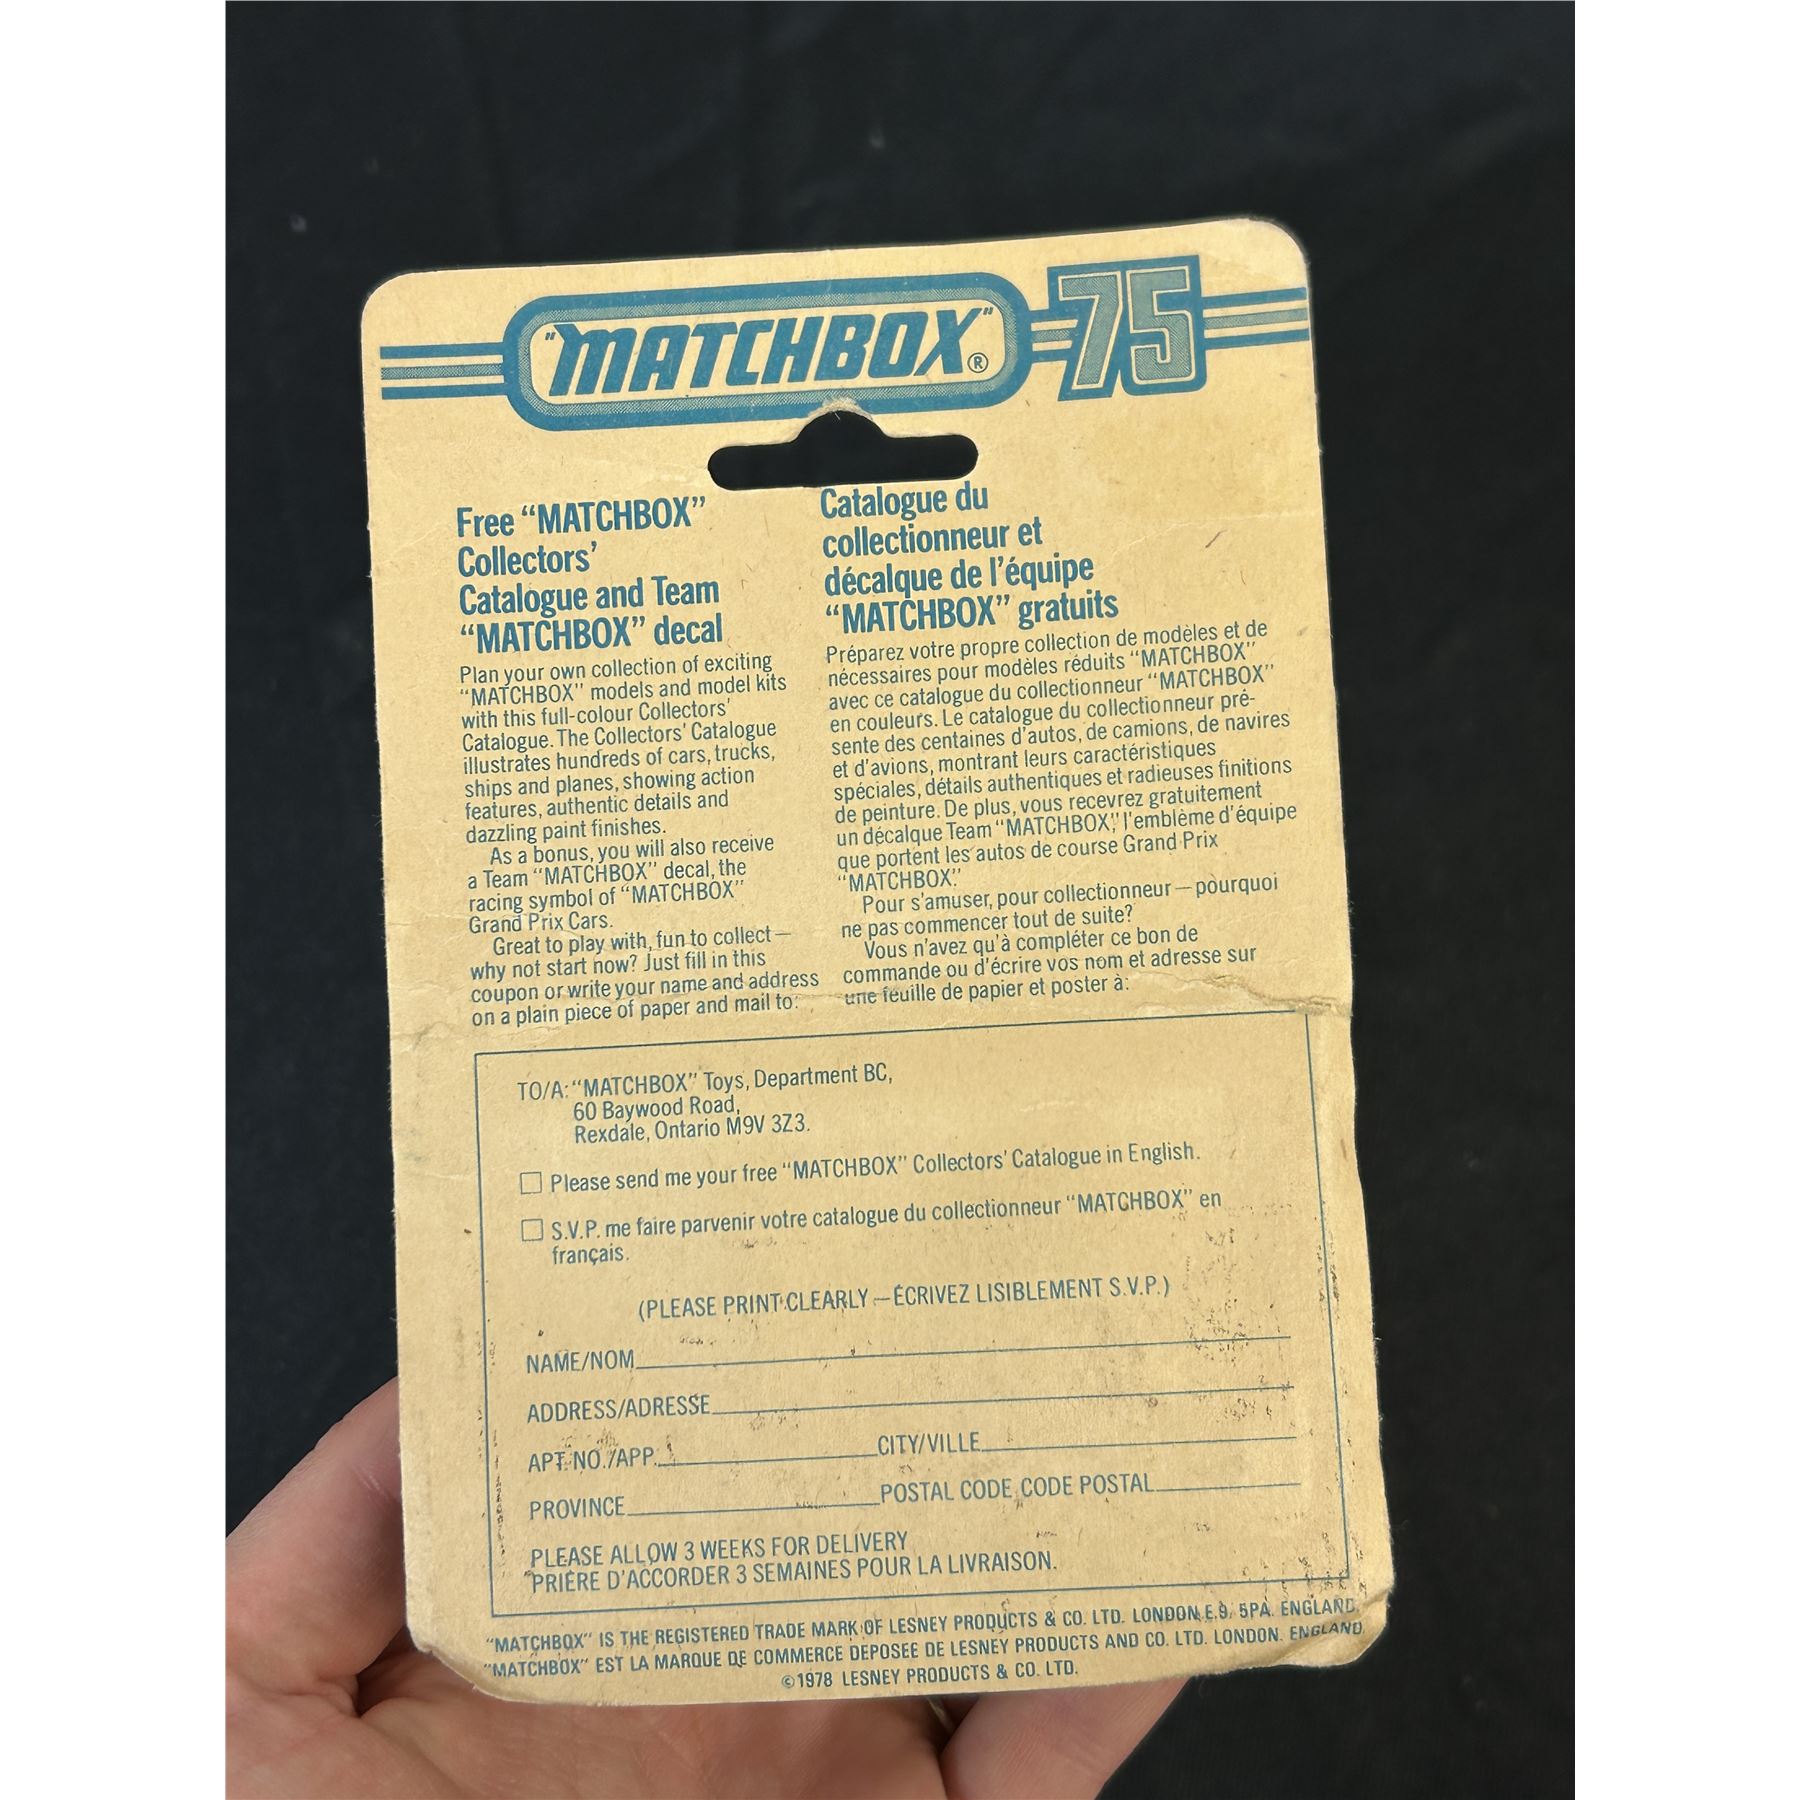 "MATCHBOX"® 75
Free “MATCHBOX”
Collectors’
Catalogue and Team
“MATCHBOX” decal
Plan your own collection of exciting
“MATCHBOX” models and model kits
with this full-colour Collectors’
Catalogue. The Collectors’ Catalogue
illustrates hundreds of cars, trucks,
ships and planes, showing action
features, authentic details and
dazzling paint finishes.
As a bonus, you will also receive
a Team “MATCHBOX” decal, the
racing symbol of “MATCHBOX”
Grand Prix Cars.
Great to play with, fun to collect—
why not start now? Just fill in this
coupon or write your name and address
on a plain piece of paper and mail to:
Catalogue du
collectionneur et
décalque de l’équipe
“MATCHBOX” gratuits
Préparez votre propre collection de modèles et de
nécessaires pour modèles réduits “MATCHBOX”
avec ce catalogue du collectionneur “MATCHBOX”
en couleurs. Le catalogue du collectionneur pré-
sente des centaines d’autos, de camions, de navires
et d’avions, montrant leurs caractéristiques
spéciales, détails authentiques et radieuses finitions
de peinture. De plus, vous recevrez gratuitement
un décalque Team “MATCHBOX”, l’emblème d’équipe
que portent les autos de course Grand Prix
“MATCHBOX”.
Pour s’amuser, pour collectionneur—pourquoi
ne pas commencer tout de suite?
Vous n’avez qu’à compléter ce bon de
commande ou d’écrire vos nom et adresse sur
une feuille de papier et poster à:
TO/A: “MATCHBOX” Toys, Department BC,
60 Baywood Road,
Rexdale, Ontario M9V 3Z3.
Please send me your free “MATCHBOX” Collectors’ Catalogue in English.
S.V.P. me faire parvenir votre catalogue du collectionneur “MATCHBOX” en
français.
(PLEASE PRINT CLEARLY—ÉCRIVEZ LISIBLEMENT S.V.P.)
NAME/NOM
ADDRESS/ADRESSE
APT. NO./APP. CITY/VILLE
PROVINCE POSTAL CODE CODE POSTAL
PLEASE ALLOW 3 WEEKS FOR DELIVERY
PRIERE D’ACCORDER 3 SEMAINES POUR LA LIVRAISON.
“MATCHBOX” IS THE REGISTERED TRADE MARK OF LESNEY PRODUCTS & CO. LTD. LONDON E.9. 5PA. ENGLAND.
“MATCHBOX” EST LA MARQUE DE COMMERCE DEPOSEE DE LESNEY PRODUCTS AND CO. LTD. LONDON. ENGLAND
©1978 LESNEY PRODUCTS & CO. LTD.